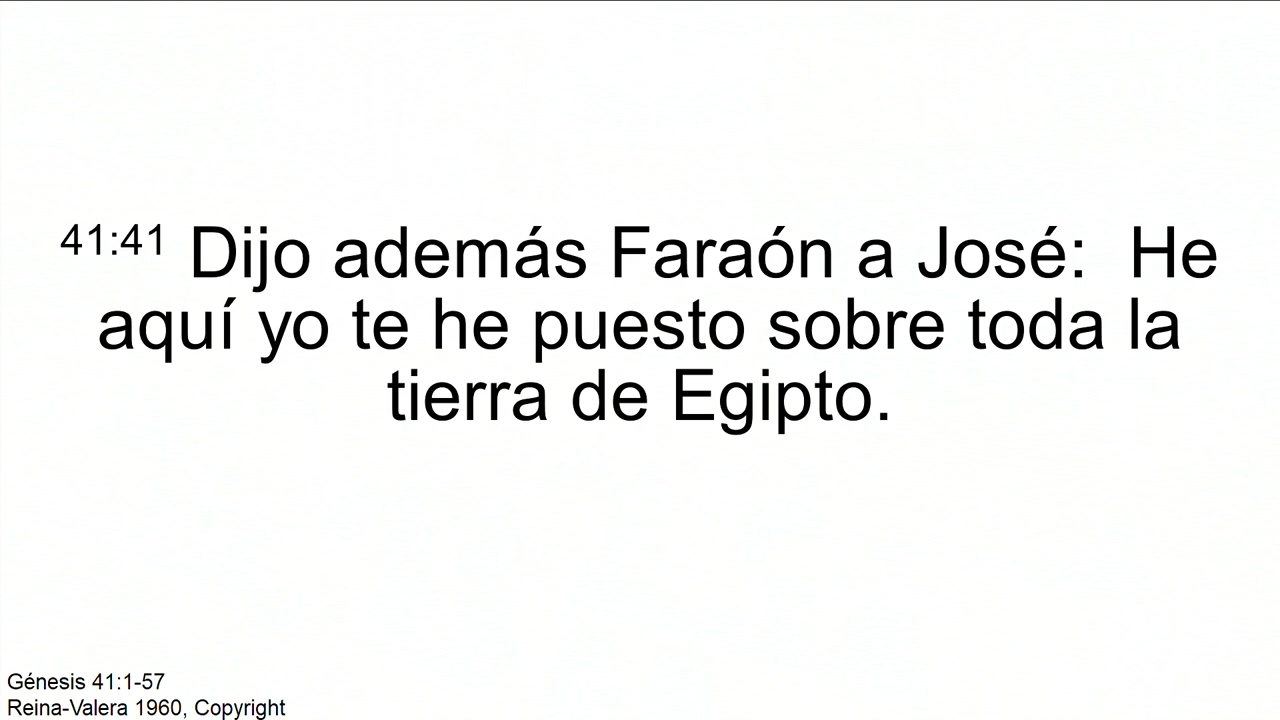 41:41 Dijo además Faraón a José:  He
aquí yo te he puesto sobre toda la
tierra de Egipto.
Génesis 41:1-57
Reina-Valera 1960, Copyright